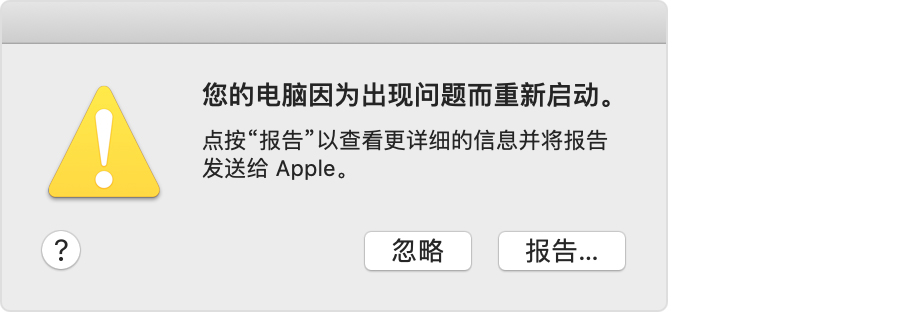 您的电脑因为出现问题而重新启动。
点按“报告”以查看更详细的信息并将报告
发送给 Apple。
?
忽略
报告...